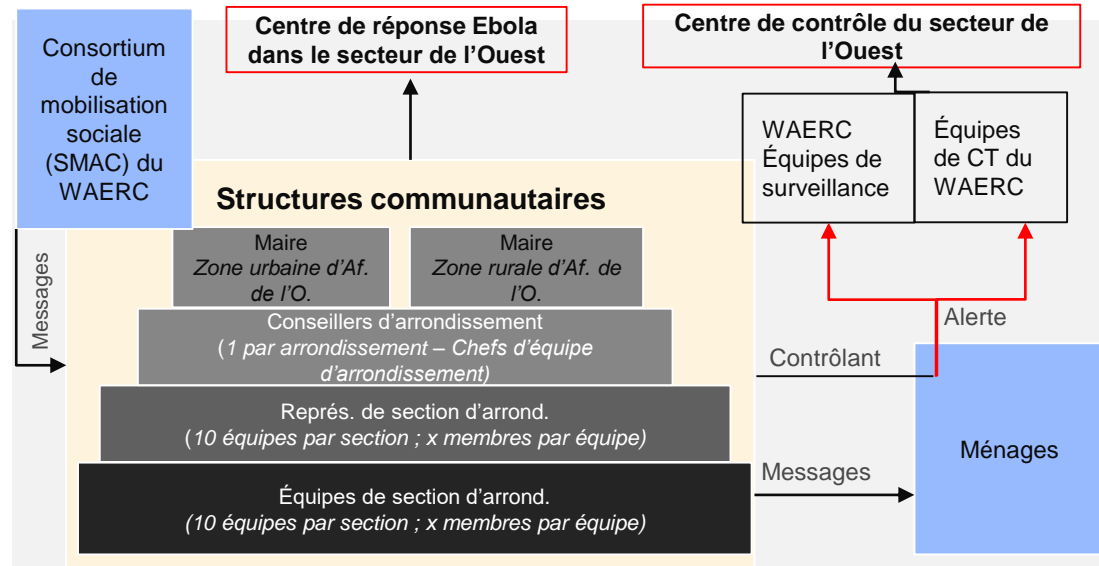 Consortium
de
mobilisation
sociale
(SMAC) du
WAERC
Centre de réponse Ebola
dans le secteur de l’Ouest
Centre de contrôle du secteur de
l’Ouest
WAERC
Équipes de
surveillance
Équipes
de CT du
WAERC
Structures communautaires
Maire
Zone urbaine d’Af.
de l’O.
Maire
Zone rurale d’Af. de
l’O.
Conseillers d’arrondissement
(1 par arrondissement – Chefs d’équipe
d’arrondissement)
Représ. de section d’arrond.
(10 équipes par section ; x membres par équipe)
Équipes de section d’arrond.
(10 équipes par section ; x membres par équipe)
Messages
Alerte
Contrôlant
Messages
Ménages